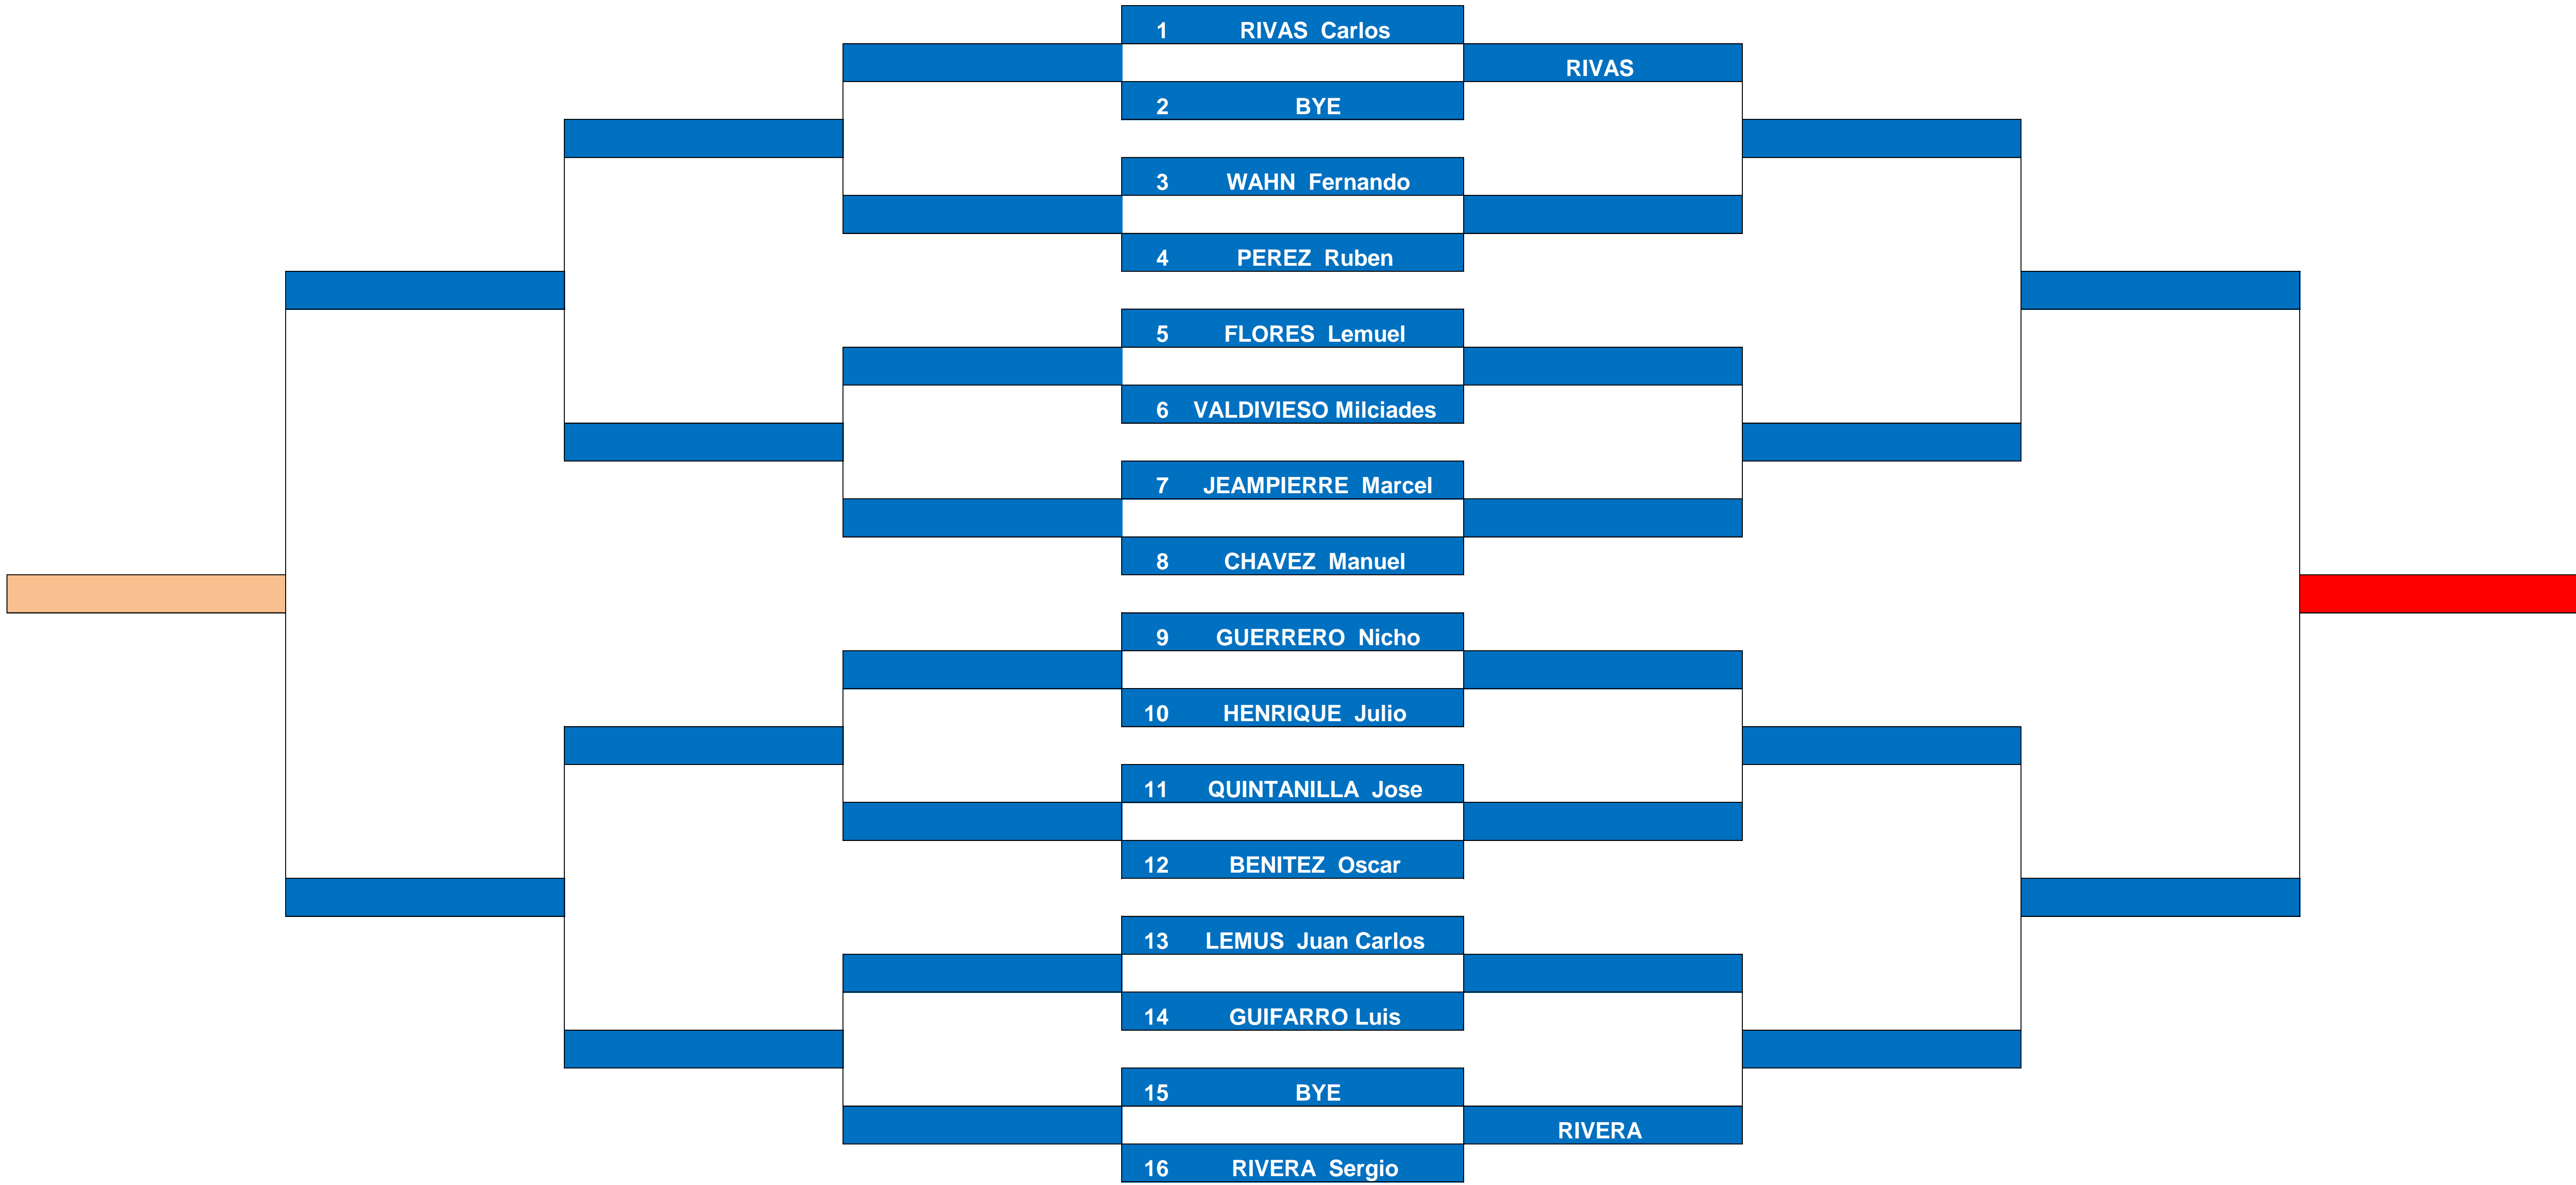 1 RIVAS Carlos
RIVAS
2 BYE
3 WAHN Fernando
4 PEREZ Ruben
5 FLORES Lemuel
6 VALDIVIESO Milciades
7 JEAMPIERRE Marcel
8 CHAVEZ Manuel
9 GUERRERO Nicho
10 HENRIQUE Julio
11 QUINTANILLA Jose
12 BENITEZ Oscar
13 LEMUS Juan Carlos
14 GUIFARRO Luis
15 BYE
RIVERA
16 RIVERA Sergio